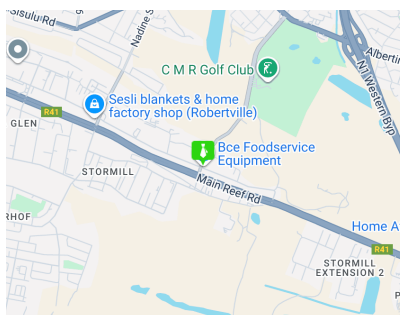 Sisulu Rd
Nadine S
C M R Golf Club
Albertin
N1 Western Byp
Sesli blankets & home
factory shop (Robertville)
R41
GLEN
Bce Foodservice
Equipment
STORMILL
Main Reef Rd
RHOF
Home A
R41
STORMILL
EXTENSION 2
P